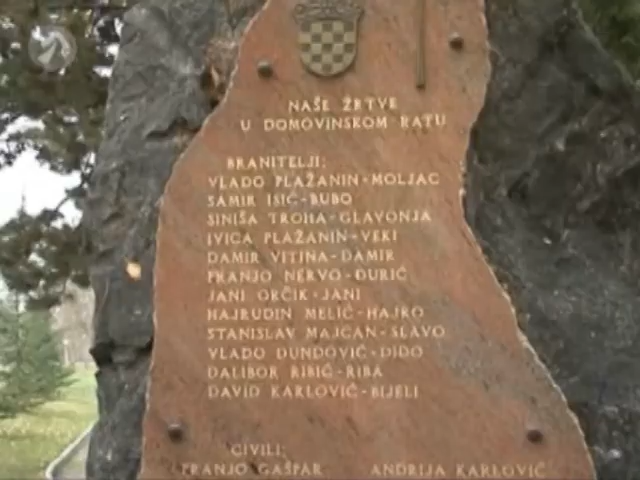 NAŠE ŽRTVE
U DOMOVINSKOM RATU
BRANITELJI:
VLADO PLAŽANIN-MOLJAC
SAMIR ISIĆ-BUBO
SINIŠA TROHA-GLAVONJA
IVICA PLAŽANIN-VEKI
DAMIR VITINA-DAMIR
FRANJO NERVO-ĐURIĆ
JANI ORČIK-JANI
HAJRUDIN MELIĆ-HAJRO
STANISLAV MAJCAN-SLAVO
VLADO DUNDOVIĆ-DIDO
DALIBOR RIBIĆ-RIBA
DAVID KARLOVIĆ-BIJELI
CIVILI:
FRANJO GAŠPAR ANDRIJA KARLOVIĆ